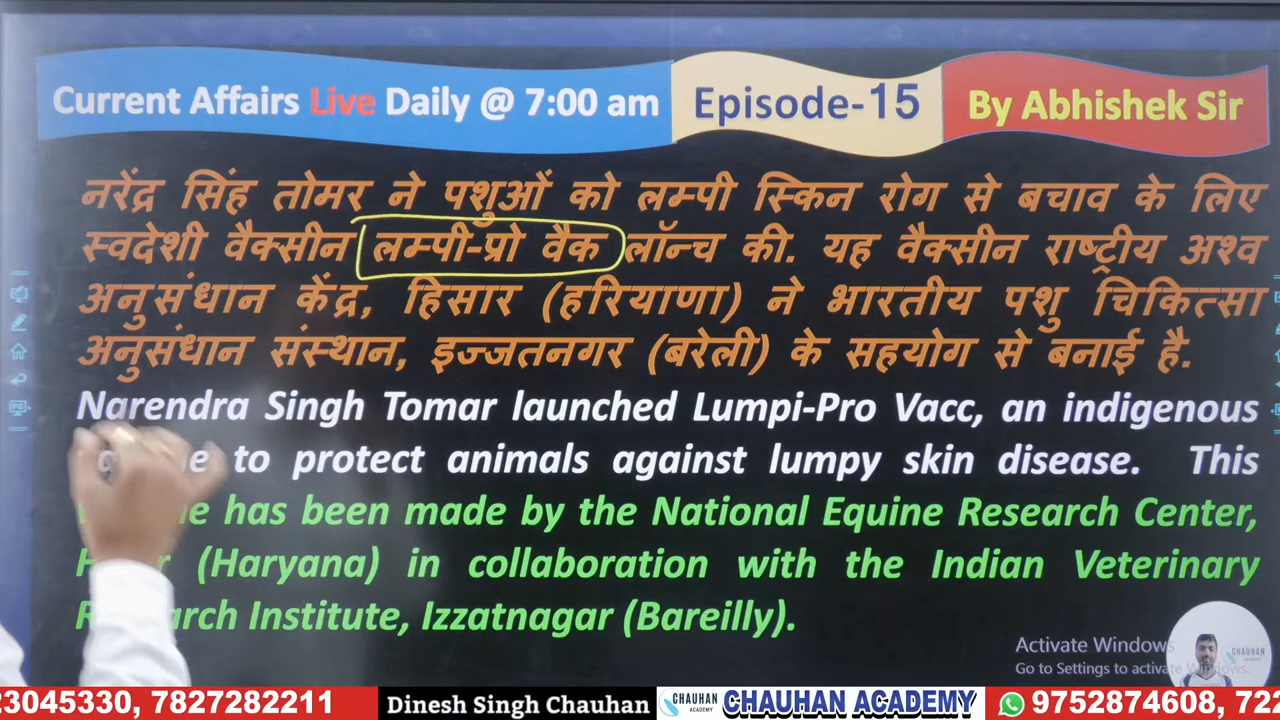 Current Affairs Live Daily @ 7:00 am Episode-15 By Abhishek Sir
नरेंद्र सिंह तोमर ने पशुओं को लम्पी स्किन रोग से बचाव के लिए
स्वदेशी वैक्सीन लम्पी-प्रो वैक लॉन्च की. यह वैक्सीन राष्ट्रीय अश्व
अनुसंधान केंद्र, हिसार (हरियाणा) ने भारतीय पशु चिकित्सा
अनुसंधान संस्थान, इज्जतनगर (बरेली) के सहयोग से बनाई है.
Narendra Singh Tomar launched Lumpi-Pro Vacc, an indigenous
to protect animals against lumpy skin disease. This
has been made by the National Equine Research Center,
(Haryana) in collaboration with the Indian Veterinary
Institute, Izzatnagar (Bareilly).
Activate Windows
Go to Settings to activate Windows.
CHAUHAN
ACADEMY
23045330, 7827282211 Dinesh Singh Chauhan CHAUHAN ACADEMY CHAUHAN ACADEMY 9752874608, 722